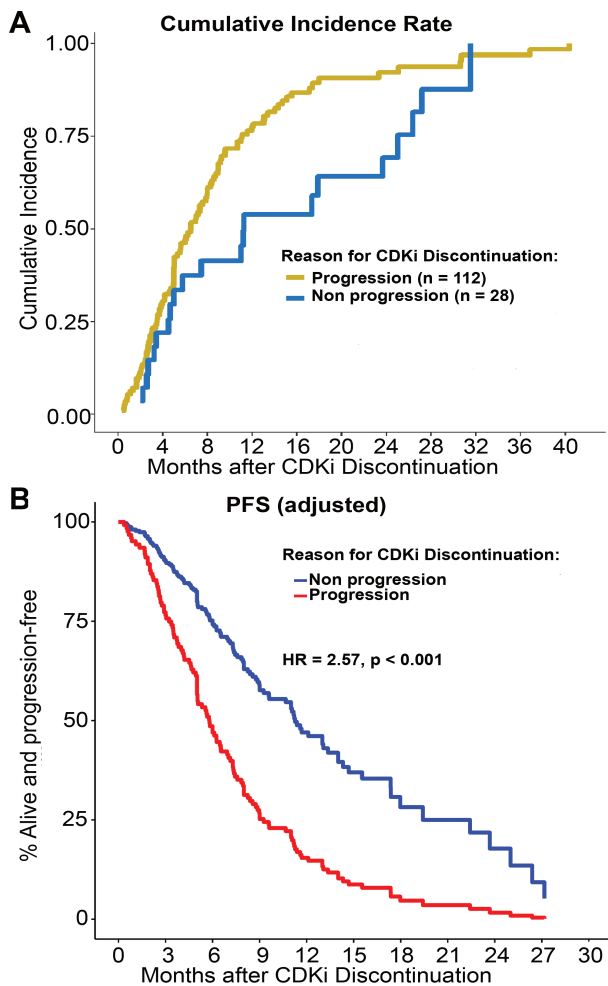 A
Cumulative Incidence Rate
1.00
0.75
0.50
0.25
0.00
Cumulative Incidence
Reason for CDKi Discontinuation:
Progression (n = 112)
Non progression (n = 28)
0 4 8 12 16 20 24 28 32 36 40
Months after CDKi Discontinuation
B
PFS (adjusted)
100
75
50
25
0
% Alive and progression-free
Reason for CDKi Discontinuation:
Non progression
Progression
HR = 2.57, p < 0.001
0 3 6 9 12 15 18 21 24 27 30
Months after CDKi Discontinuation